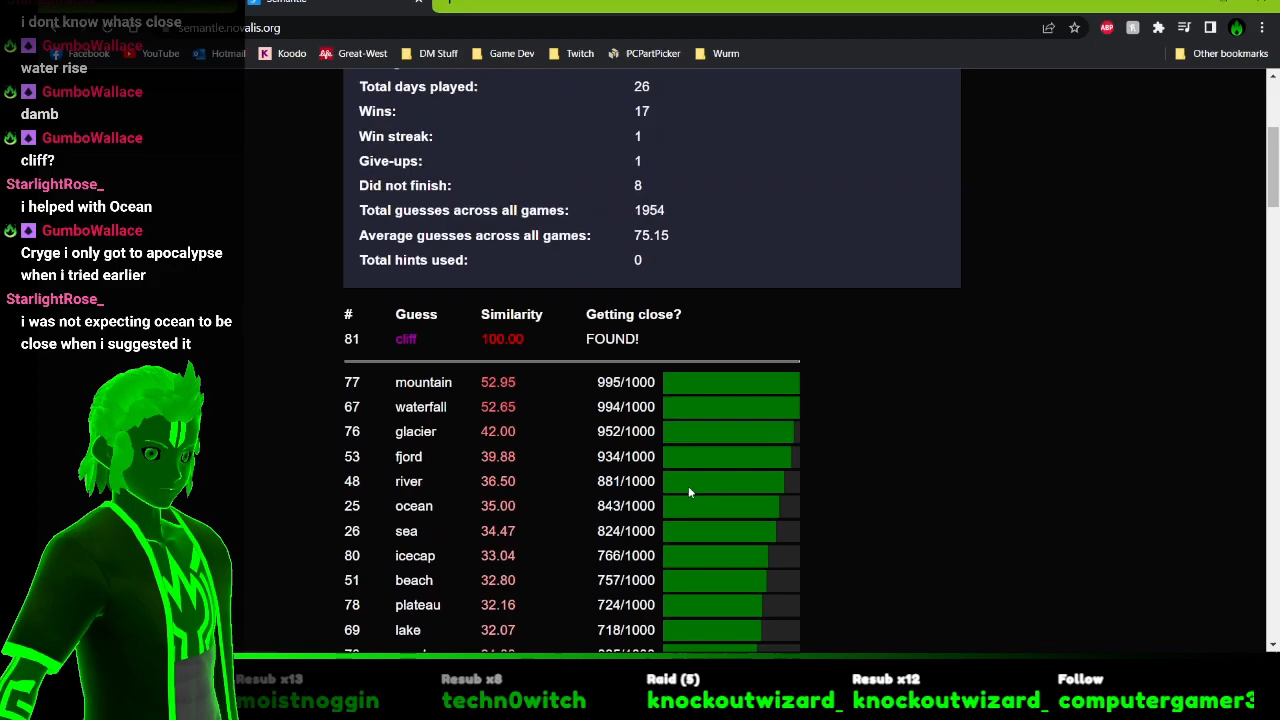 i dont know whats close
GumboWallace
water rise
GumboWallace
damb
GumboWallace
cliff?
StarlightRose_
i helped with Ocean
GumboWallace
Cryge i only got to apocalypse
when i tried earlier
StarlightRose_
i was not expecting ocean to be
close when i suggested it
semantle.novalis.org
Facebook YouTube Hotmail Koodo Great-West DM Stuff Game Dev Twitch PCPartPicker Wurm Other bookmarks
Total days played: 26
Wins: 17
Win streak: 1
Give-ups: 1
Did not finish: 8
Total guesses across all games: 1954
Average guesses across all games: 75.15
Total hints used: 0
# Guess Similarity Getting close?
81 cliff 100.00 FOUND!
77 mountain 52.95 995/1000
67 waterfall 52.65 994/1000
76 glacier 42.00 952/1000
53 fjord 39.88 934/1000
48 river 36.50 881/1000
25 ocean 35.00 843/1000
26 sea 34.47 824/1000
80 icecap 33.04 766/1000
51 beach 32.80 757/1000
78 plateau 32.16 724/1000
69 lake 32.07 718/1000
Resub x13 Resub x8 Raid (5) Resub x12 Follow
moistnoggin techn0witch knockoutwizard_ knockoutwizard_ computergamer3